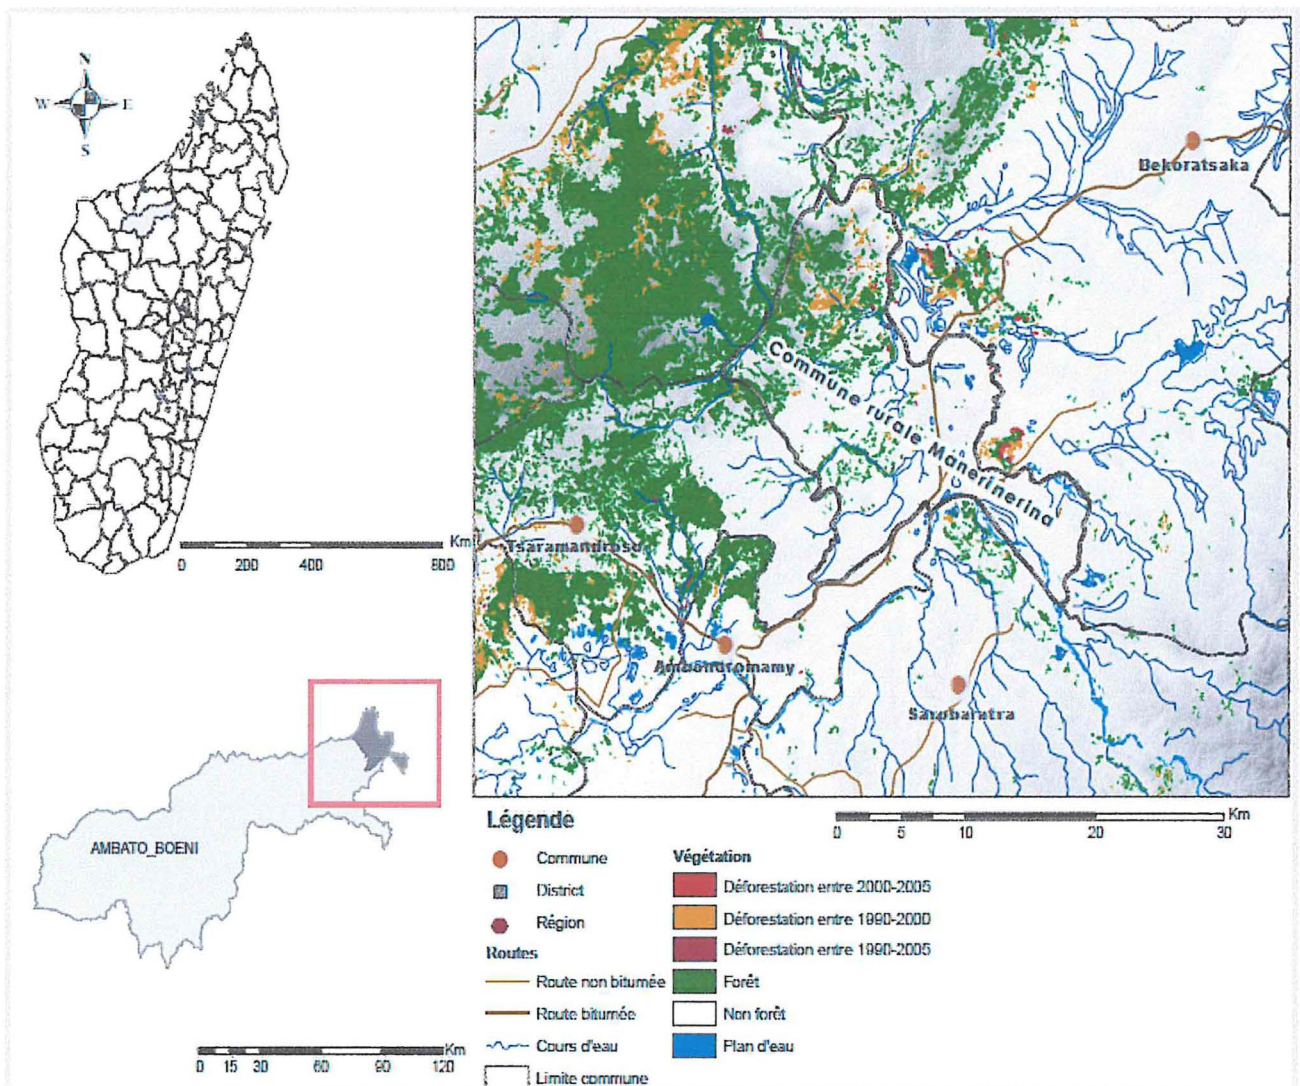 N
W E
S
Km
0 200 400 800
AMBATO_BOENI
Km
0 15 30 60 90 120
Bekoratsaka
Commune rurale Manerinerina
Tsaramandroso
Ambondromamy
Légende
Commune
District
Région
Routes
Route non bitumée
Route bitumée
Cours d'eau
Limite commune
Végétation
Déforestation entre 2000-2005
Déforestation entre 1990-2000
Déforestation entre 1990-2005
Forêt
Non forêt
Plan d'eau
Km
0 5 10 20 30